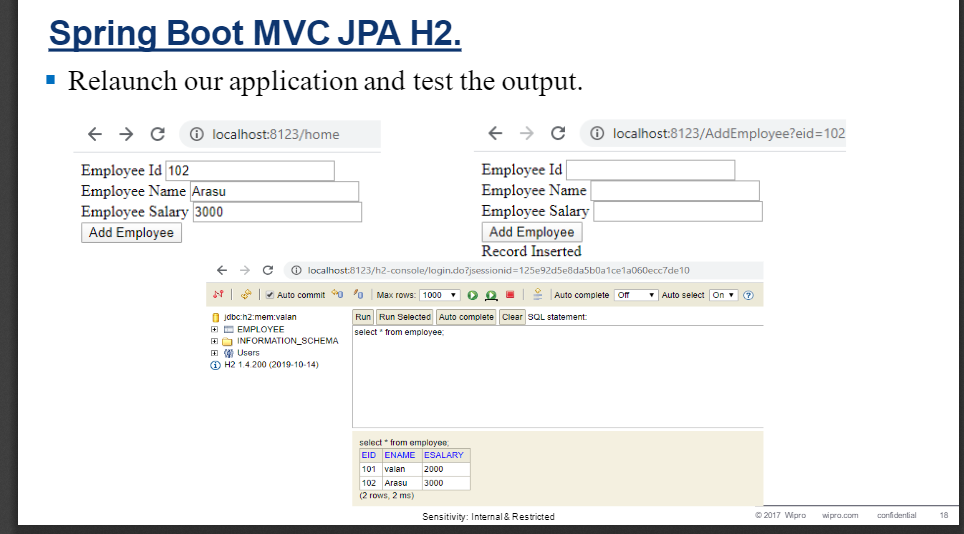 Spring Boot MVC JPA H2.
Relaunch our application and test the output.
localhost:8123/home
Employee Id 102
Employee Name Arasu
Employee Salary 3000
Add Employee
localhost:8123/AddEmployee?eid=102
Employee Id
Employee Name
Employee Salary
Add Employee
Record Inserted
localhost:8123/h2-console/login.do?jsessionid=125e92d5e8da5b0a1ce1a060ecc7de10
Auto commit Max rows: 1000 Auto complete Off Auto select On
jdbc:h2:mem:valan
EMPLOYEE
INFORMATION_SCHEMA
Users
H2 1.4.200 (2019-10-14)
Run Run Selected Auto complete Clear SQL statement:
select * from employee;
select * from employee;
EID ENAME ESALARY
101 valan 2000
102 Arasu 3000
(2 rows, 2 ms)
Sensitivity: Internal & Restricted
© 2017 Wipro wipro.com confidential 18